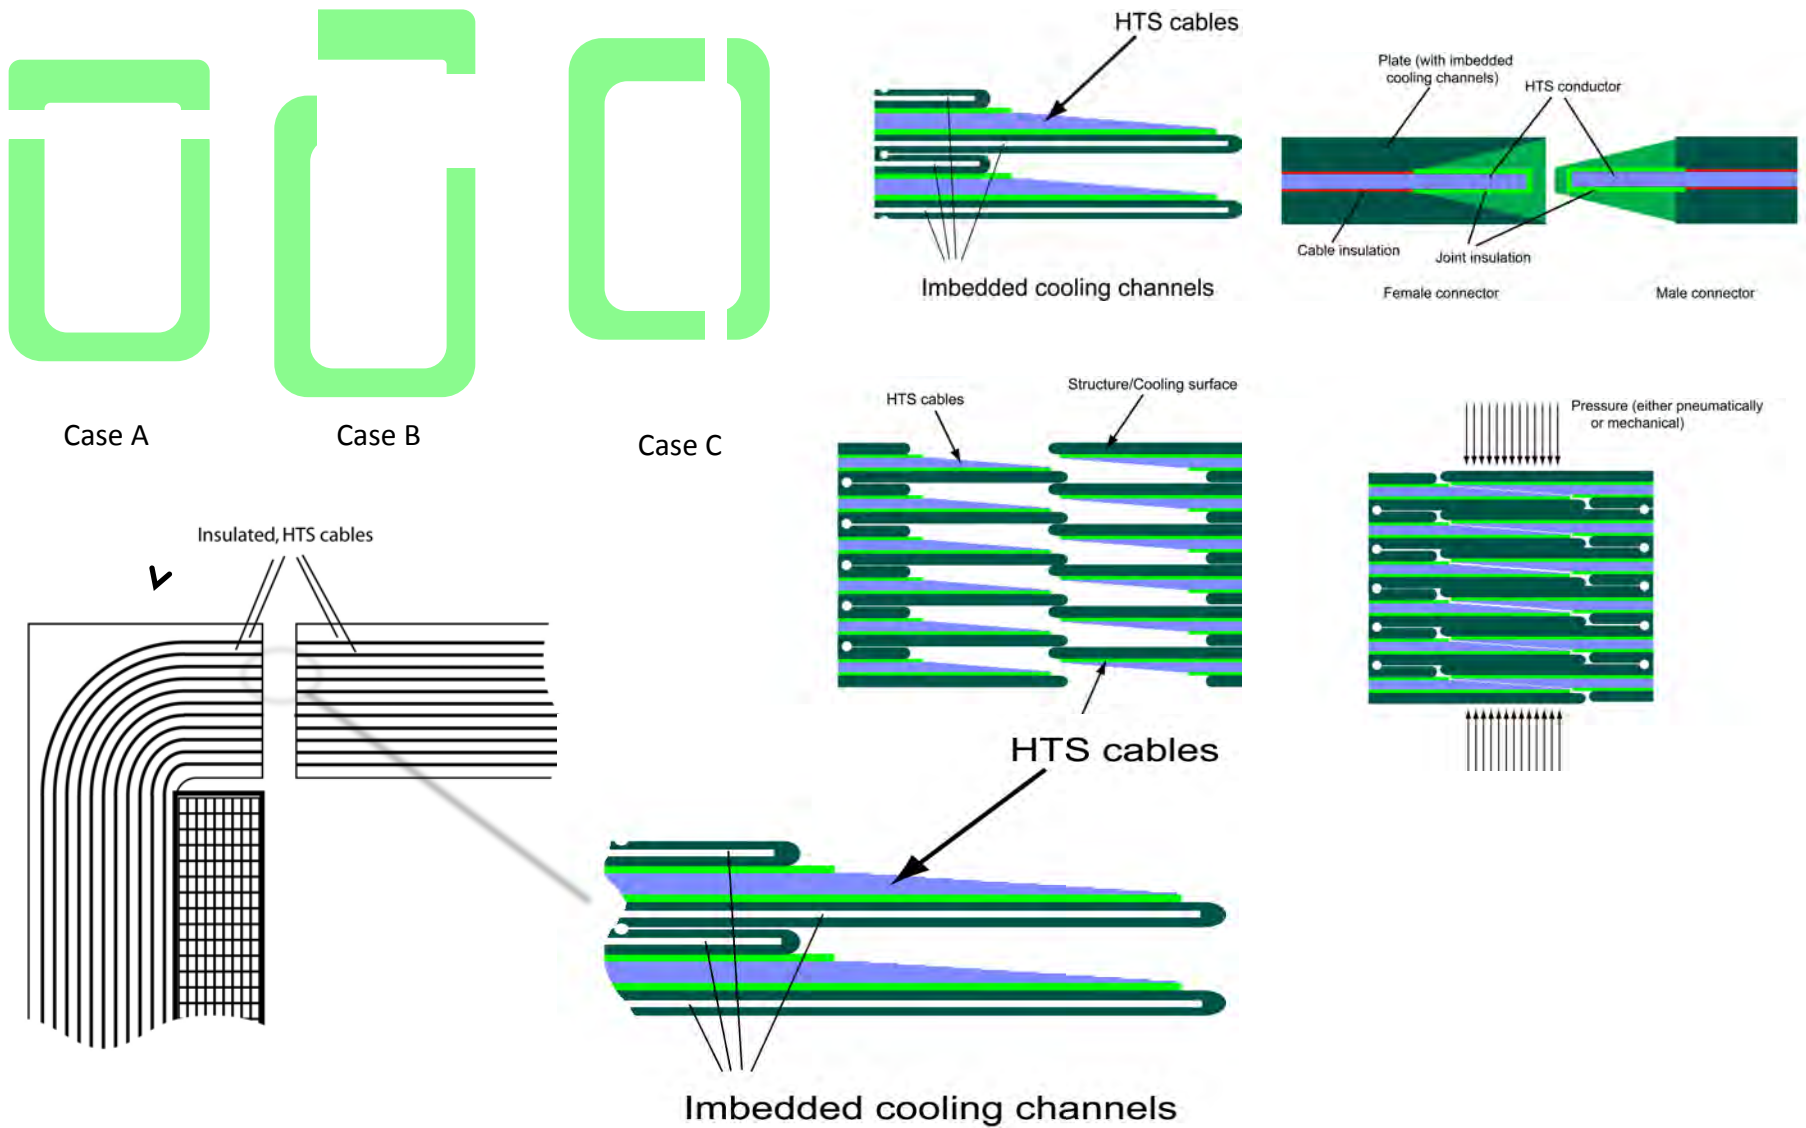 HTS cables
Imbedded cooling channels
Plate (with imbedded
cooling channels)
HTS conductor
Cable insulation
Joint insulation
Female connector
Male connector
Case A
Case B
Case C
HTS cables
Structure/Cooling surface
Pressure (either pneumatically
or mechanical)
Insulated, HTS cables
HTS cables
Imbedded cooling channels